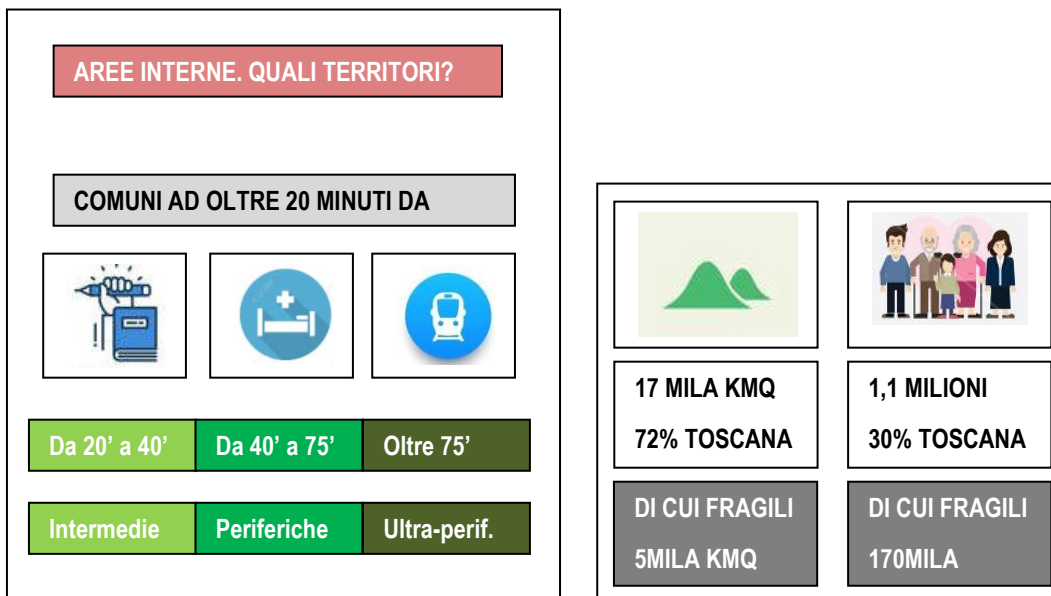 AREE INTERNE. QUALI TERRITORI?
COMUNI AD OLTRE 20 MINUTI DA
Da 20’ a 40’
Da 40’ a 75’
Oltre 75’
Intermedie
Periferiche
Ultra-perif.
17 MILA KMQ
72% TOSCANA
1,1 MILIONI
30% TOSCANA
DI CUI FRAGILI
5MILA KMQ
DI CUI FRAGILI
170MILA